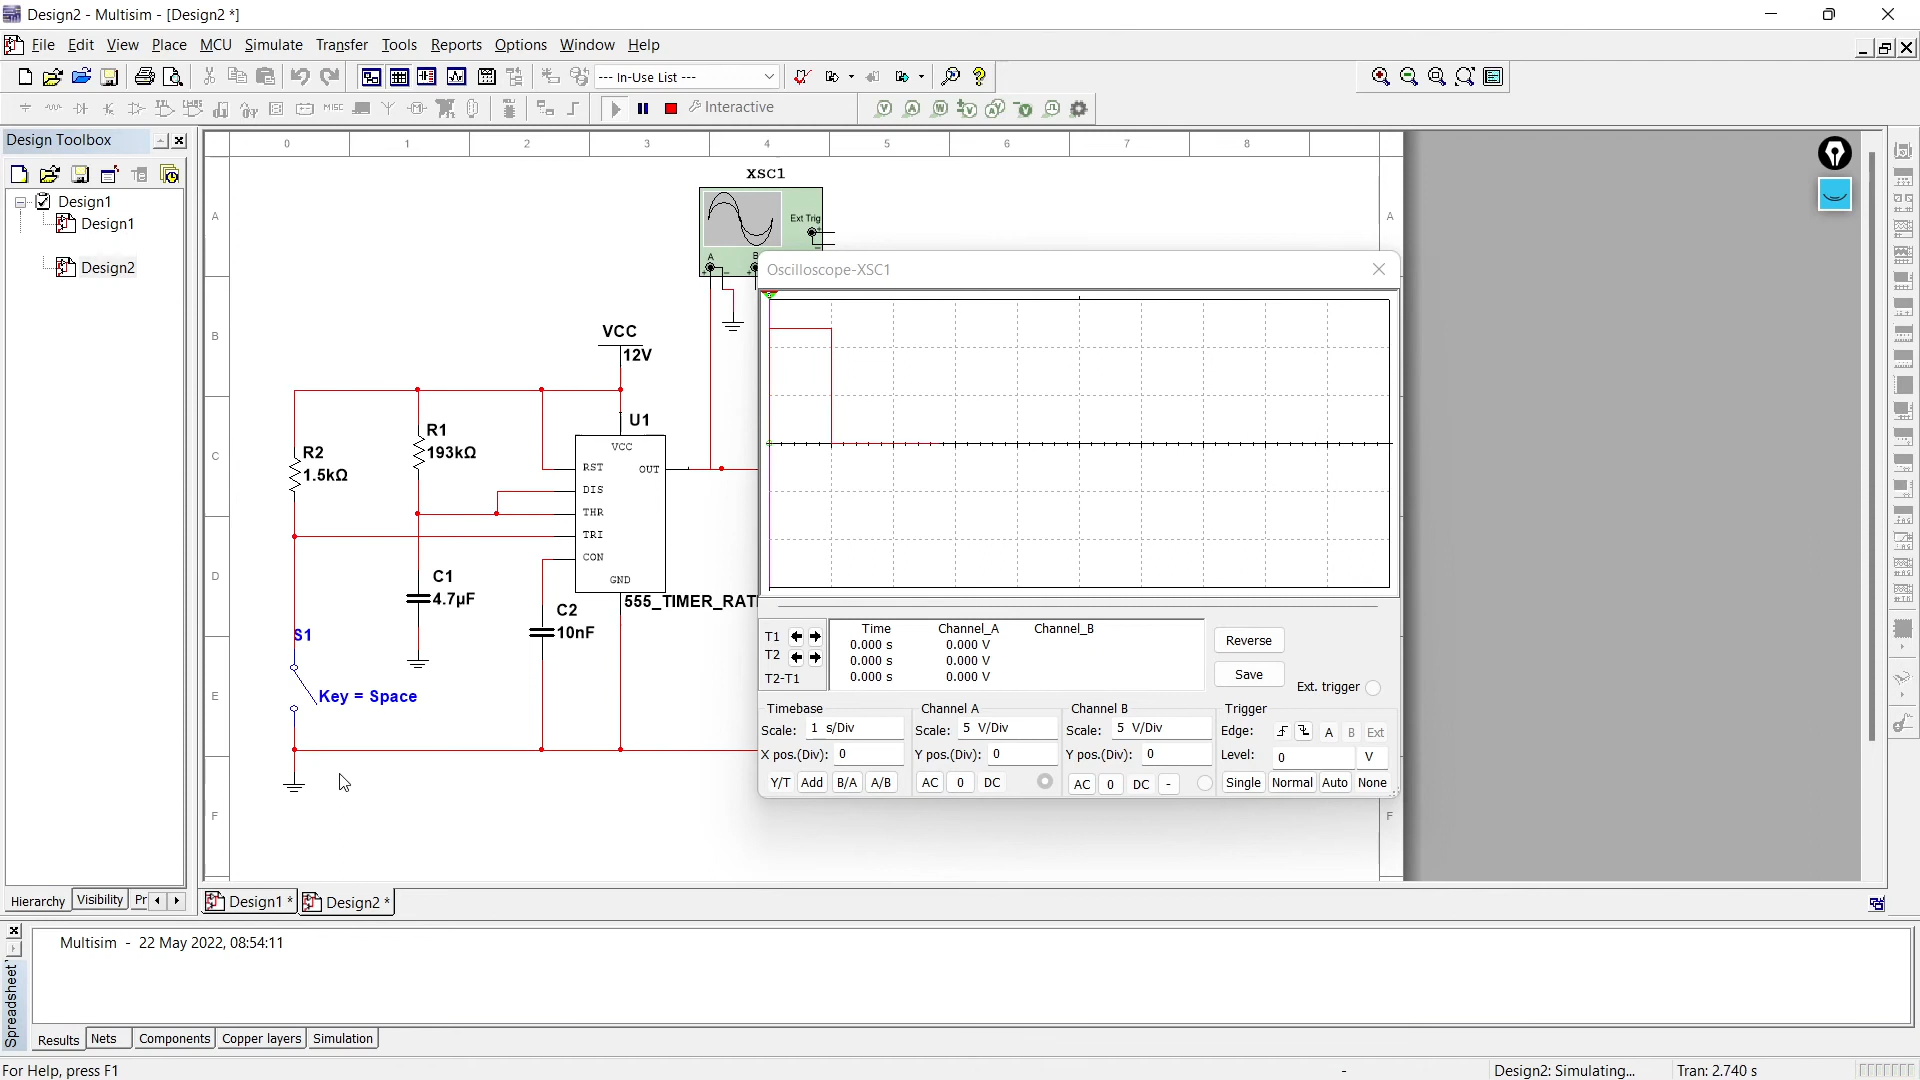 Design2 - Multisim - [Design2 *]
File Edit View Place MCU Simulate Transfer Tools Reports Options Window Help
--- In-Use List ---
MISC
Interactive
Design Toolbox
Design1
Design1
Design2
0 1 2 3 4 5 6 7 8
A
B
C
D
E
F
A
F
XSC1
Ext Trig
A
B
VCC
12V
R2
1.5kΩ
R1
193kΩ
U1
VCC
RST
DIS
THR
TRI
CON
OUT
GND
555_TIMER_RAT
C1
4.7µF
C2
10nF
S1
Key = Space
Oscilloscope-XSC1
T1
T2
T2-T1
Time Channel_A Channel_B
0.000 s 0.000 V
0.000 s 0.000 V
0.000 s 0.000 V
Reverse
Save
Ext. trigger
Timebase
Scale: 1 s/Div
X pos.(Div): 0
Y/T Add B/A A/B
Channel A
Scale: 5 V/Div
Y pos.(Div): 0
AC 0 DC
Channel B
Scale: 5 V/Div
Y pos.(Div): 0
AC 0 DC -
Trigger
Edge: A B Ext
Level: 0 V
Single Normal Auto None
Hierarchy Visibility Pr
Design1 * Design2 *
Spreadsheet
Multisim - 22 May 2022, 08:54:11
Results Nets Components Copper layers Simulation
For Help, press F1
- Design2: Simulating... Tran: 2.740 s